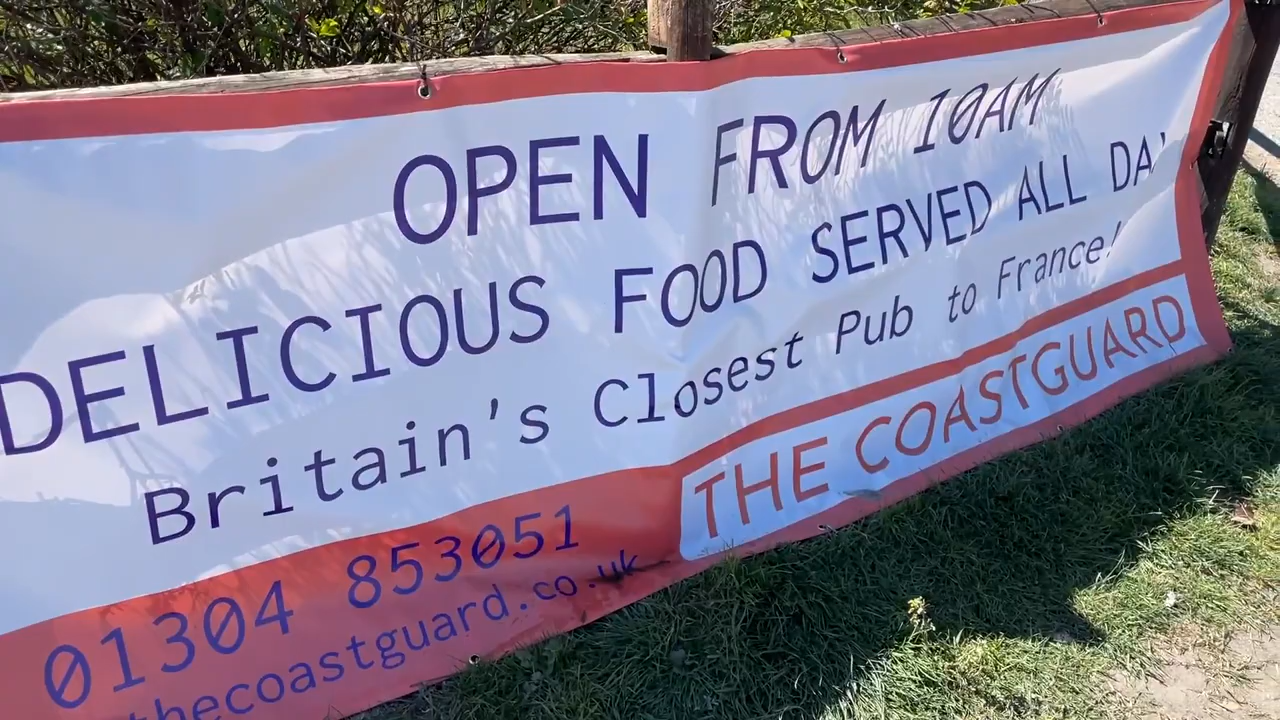 OPEN FROM 10AM
DELICIOUS FOOD SERVED ALL DA
Britain's Closest Pub to France!
THE COASTGUARD
01304 853051
thecoastguard.co.uk